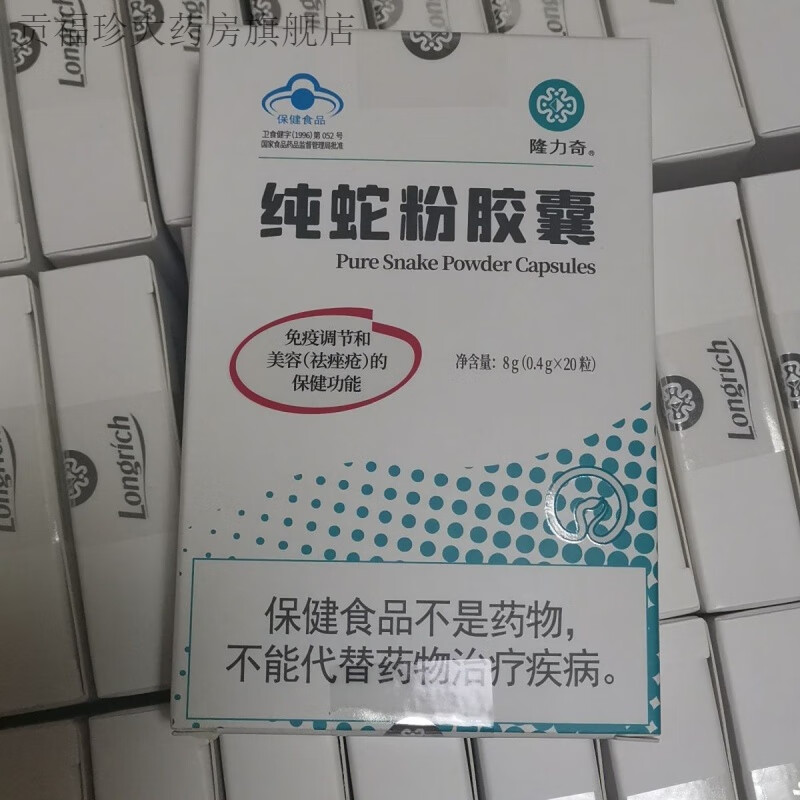 贡福珍大药房旗舰店
Longrich
保健食品
卫食健字(1996)第 052 号
国家食品药品监督管理局批准
隆力奇®
纯蛇粉胶囊
Pure Snake Powder Capsules
免疫调节和
美容(祛痤疮)的
保健功能
净含量: 8g(0.4g×20粒)
Longrich
Longrich
Longrich
保健食品不是药物，
不能代替药物治疗疾病。